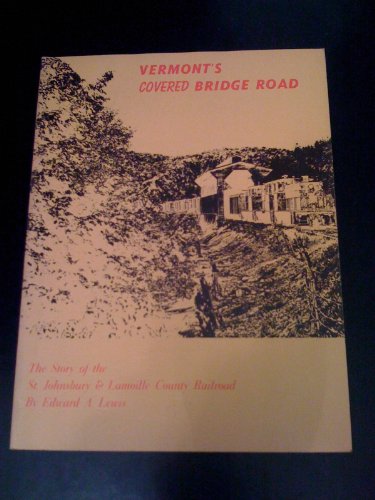 VERMONT'S
COVERED BRIDGE ROAD
The Story of the
St. Johnsbury & Lamoille County Railroad
By Edward A. Lewis